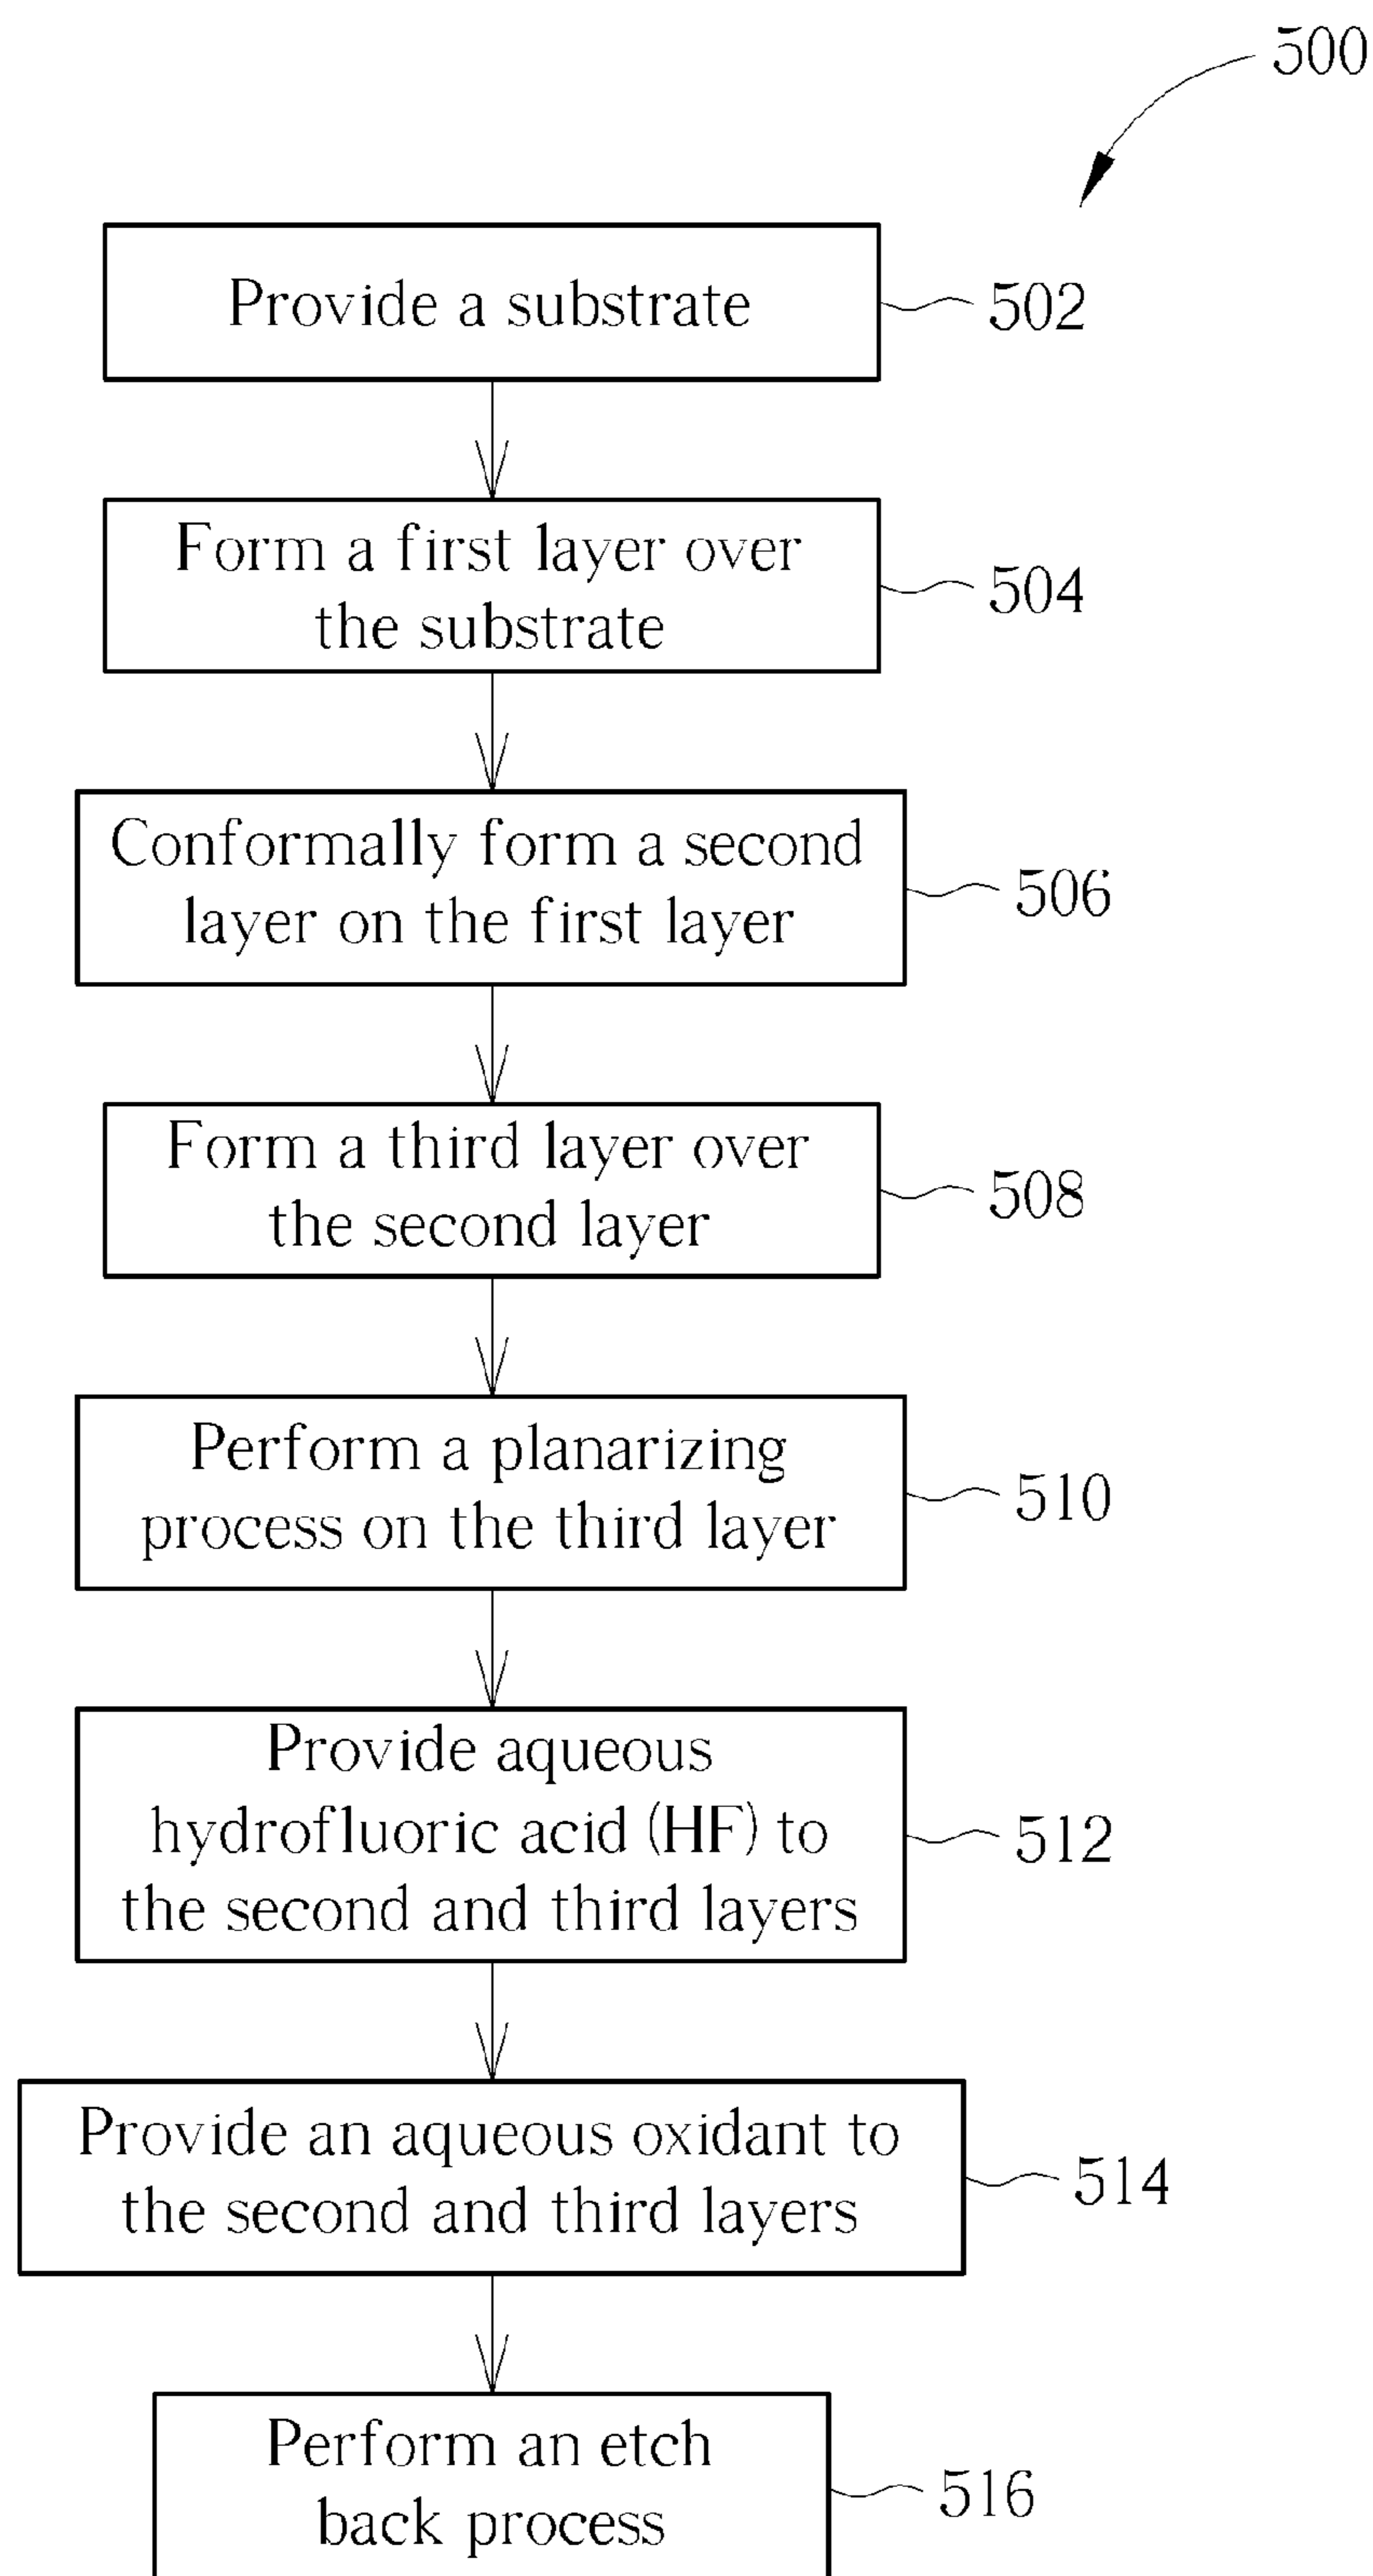 500
Provide a substrate
502
Form a first layer over
the substrate
504
Conformally form a second
layer on the first layer
506
Form a third layer over
the second layer
508
Perform a planarizing
process on the third layer
510
Provide aqueous
hydrofluoric acid (HF) to
the second and third layers
512
Provide an aqueous oxidant to
the second and third layers
514
Perform an etch
back process
516